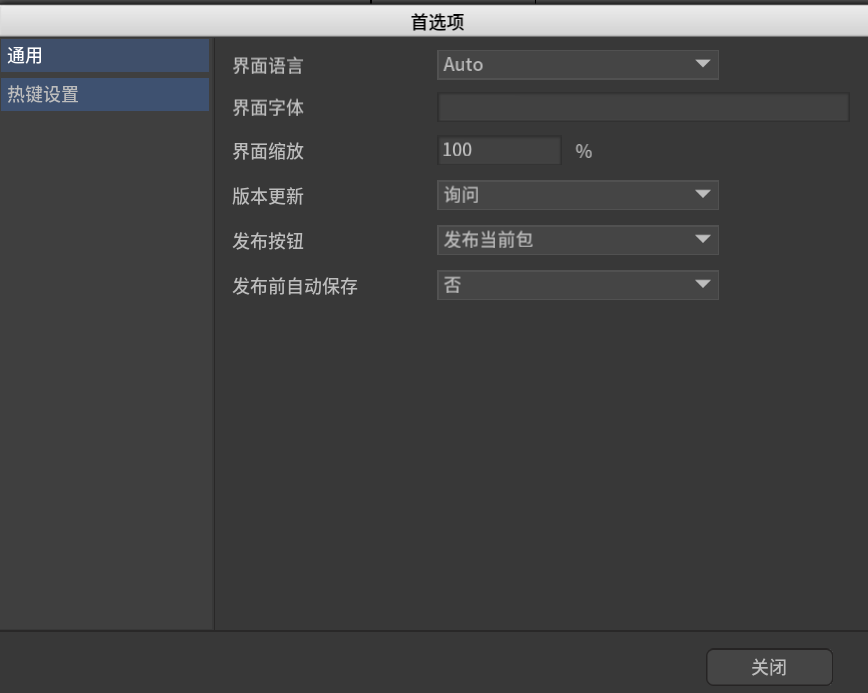 首选项
通用
热键设置
界面语言 Auto
界面字体
界面缩放 100 %
版本更新 询问
发布按钮 发布当前包
发布前自动保存 否
关闭